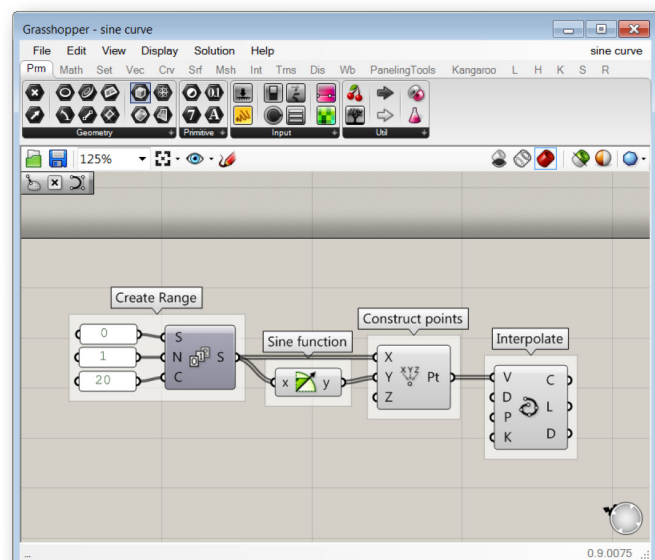 Grasshopper - sine curve
File Edit View Display Solution Help sine curve
Prm Math Set Vec Crv Srf Msh Int Trns Dis Wb PanelingTools Kangaroo L H K S R
Geometry + Primitive + Input + Util +
125%
Create Range
0
1
20
S
N
C
S
Sine function
x y
Construct points
X
Y
Z
XYZ
Pt
Interpolate
V
D
P
K
C
L
D
...
0.9.0075